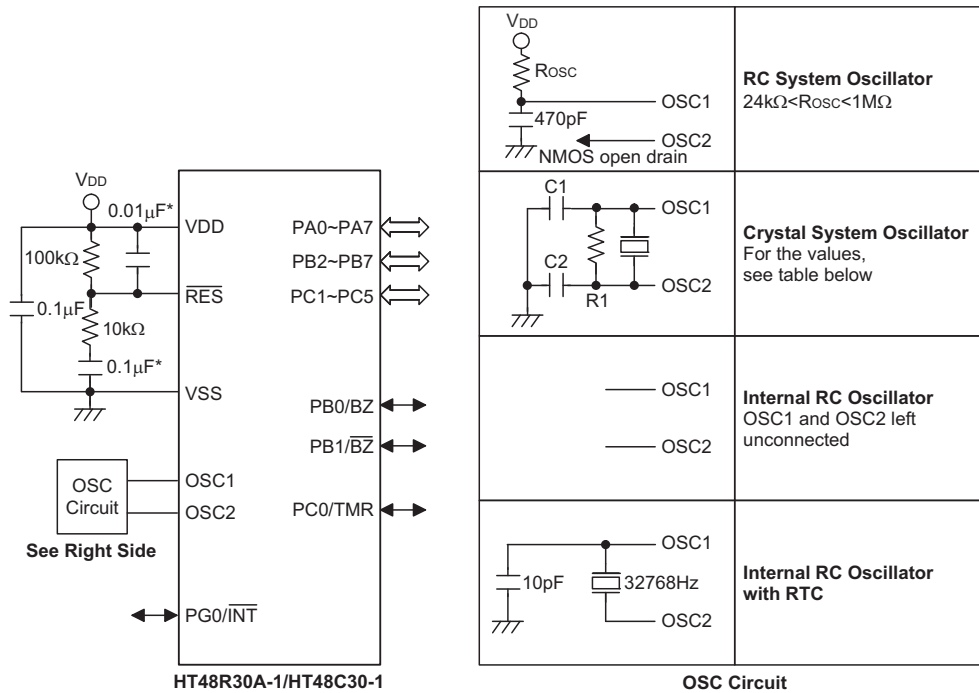 VDD
0.01μF*
VDD
100kΩ
RES
0.1μF
10kΩ
0.1μF*
VSS
PA0~PA7
PB2~PB7
PC1~PC5
PB0/BZ
PB1/BZ
OSC
Circuit
OSC1
OSC2
PC0/TMR
See Right Side
PG0/INT
HT48R30A-1/HT48C30-1
VDD
ROSC
OSC1
470pF
OSC2
NMOS open drain
RC System Oscillator
24kΩ<ROSC<1MΩ
C1
OSC1
C2
R1
OSC2
Crystal System Oscillator
For the values,
see table below
OSC1
OSC2
Internal RC Oscillator
OSC1 and OSC2 left
unconnected
OSC1
10pF
32768Hz
OSC2
Internal RC Oscillator
with RTC
OSC Circuit